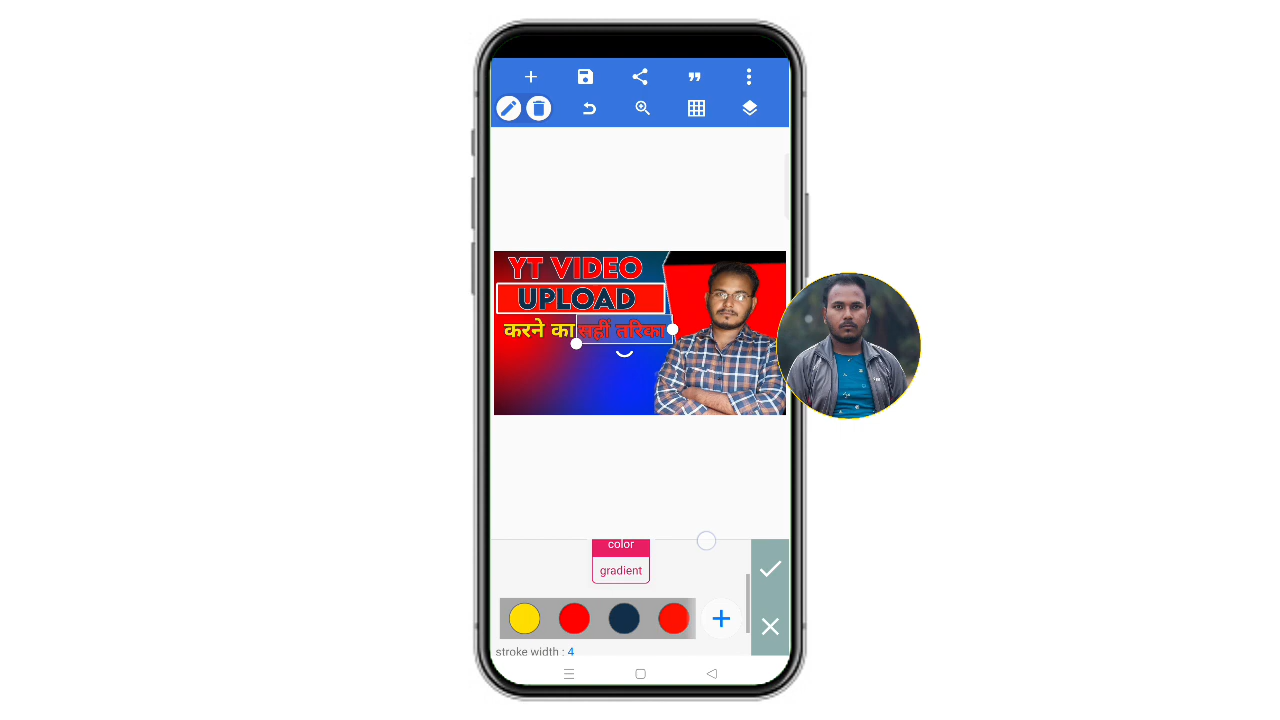 YT VIDEO
UPLOAD
करने का सहीं तरिका
color
gradient
stroke width : 4